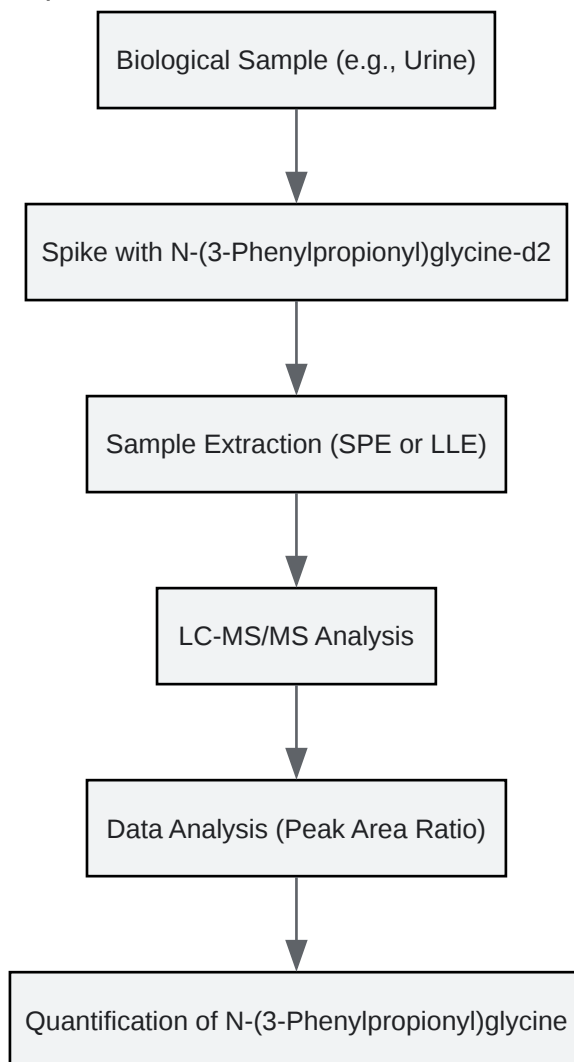 Biological Sample (e.g., Urine)
Spike with N-(3-Phenylpropionyl)glycine-d2
Sample Extraction (SPE or LLE)
LC-MS/MS Analysis
Data Analysis (Peak Area Ratio)
Quantification of N-(3-Phenylpropionyl)glycine